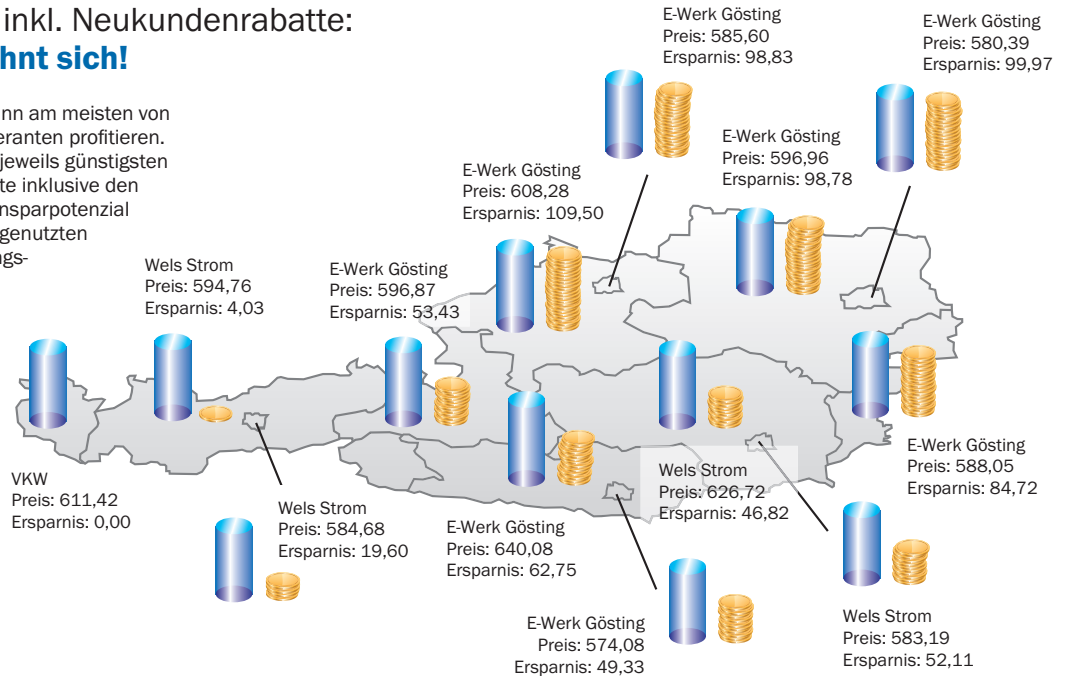 inkl. Neukundenrabatte:
hnt sich!
nn am meisten von
eranten profitieren.
jeweils günstigsten
te inklusive den
nsparpotenzial
genutzten
ngs-
E-Werk Gösting
Preis: 585,60
Ersparnis: 98,83
E-Werk Gösting
Preis: 580,39
Ersparnis: 99,97
E-Werk Gösting
Preis: 596,96
Ersparnis: 98,78
E-Werk Gösting
Preis: 608,28
Ersparnis: 109,50
Wels Strom
Preis: 594,76
Ersparnis: 4,03
E-Werk Gösting
Preis: 596,87
Ersparnis: 53,43
VKW
Preis: 611,42
Ersparnis: 0,00
Wels Strom
Preis: 584,68
Ersparnis: 19,60
E-Werk Gösting
Preis: 640,08
Ersparnis: 62,75
Wels Strom
Preis: 626,72
Ersparnis: 46,82
E-Werk Gösting
Preis: 588,05
Ersparnis: 84,72
E-Werk Gösting
Preis: 574,08
Ersparnis: 49,33
Wels Strom
Preis: 583,19
Ersparnis: 52,11